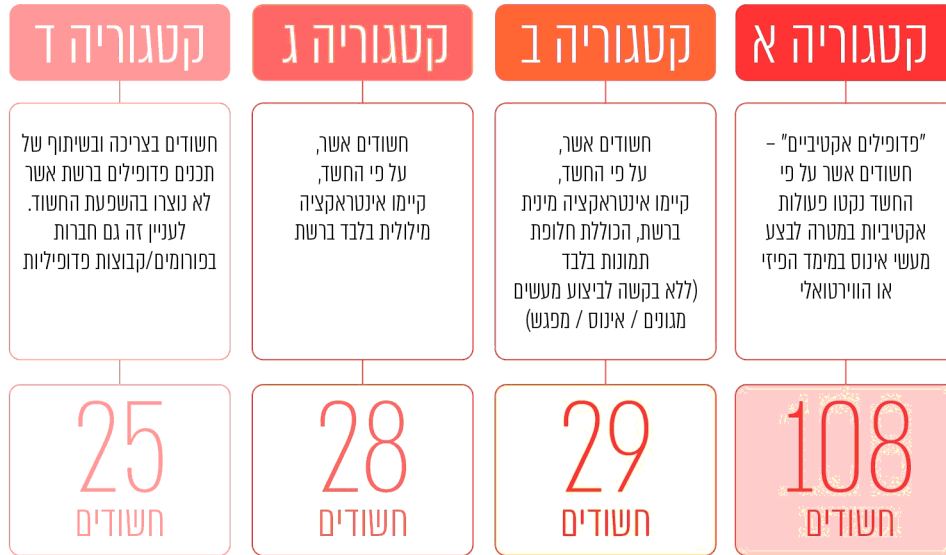 קטגוריה א
"פדופילים אקטיביים" –
חשודים אשר על פי
החשד נקטו פעולות
אקטיביות במטרה לבצע
מעשי אינוס במימד הפיזי
או הווירטואלי
108
חשודים
קטגוריה ב
חשודים אשר,
על פי החשד,
קיימו אינטראקציה מינית
ברשת, הכוללת חלופת
תמונות בלבד
(ללא בקשה לביצוע מעשים
מגונים / אינוס / מפגש)
29
חשודים
קטגוריה ג
חשודים אשר,
על פי החשד,
קיימו אינטראקציה
מילולית בלבד ברשת
28
חשודים
קטגוריה ד
חשודים בצריכה ובשיתוף של
תכנים פדופילים ברשת אשר
לא נוצרו בהשפעת החשוד.
לעניין זה גם חברות
בפורומים/קבוצות פדופיליות
25
חשודים